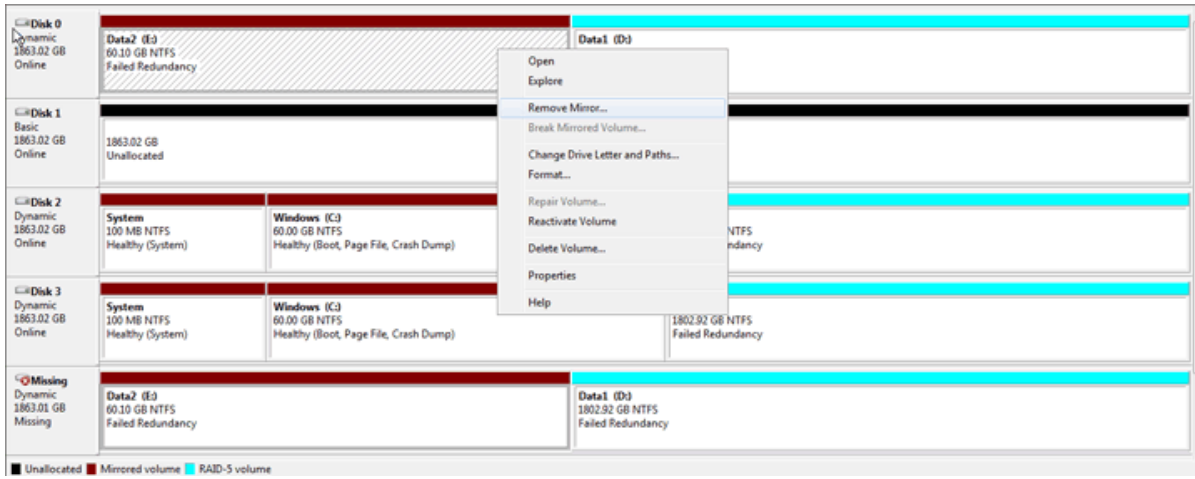 Disk 0
Dynamic
1863.02 GB
Online
Data2 (E:)
60.10 GB NTFS
Failed Redundancy
Data1 (D:)
Open
Explore
Remove Mirror...
Break Mirrored Volume...
Change Drive Letter and Paths...
Format...
Repair Volume...
Reactivate Volume
Delete Volume...
Properties
Help
Disk 1
Basic
1863.02 GB
Online
1863.02 GB
Unallocated
Disk 2
Dynamic
1863.02 GB
Online
System
100 MB NTFS
Healthy (System)
Windows (C:)
60.00 GB NTFS
Healthy (Boot, Page File, Crash Dump)
NTFS
ndancy
Disk 3
Dynamic
1863.02 GB
Online
System
100 MB NTFS
Healthy (System)
Windows (C:)
60.00 GB NTFS
Healthy (Boot, Page File, Crash Dump)
1802.92 GB NTFS
Failed Redundancy
Missing
Dynamic
1863.01 GB
Missing
Data2 (E:)
60.10 GB NTFS
Failed Redundancy
Data1 (D:)
1802.92 GB NTFS
Failed Redundancy
Unallocated Mirrored volume RAID-5 volume